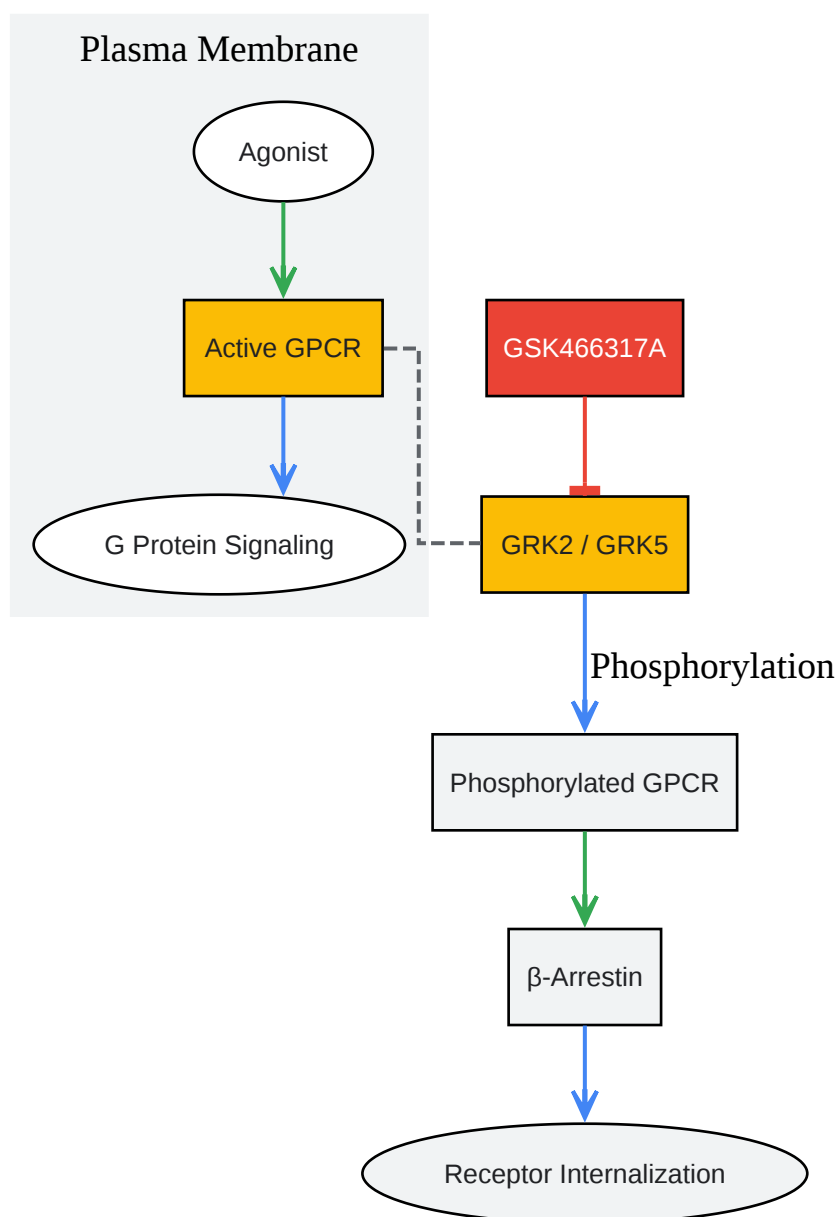 Plasma Membrane
Agonist
Active GPCR
GSK466317A
G Protein Signaling
GRK2 / GRK5
Phosphorylation
Phosphorylated GPCR
β-Arrestin
Receptor Internalization